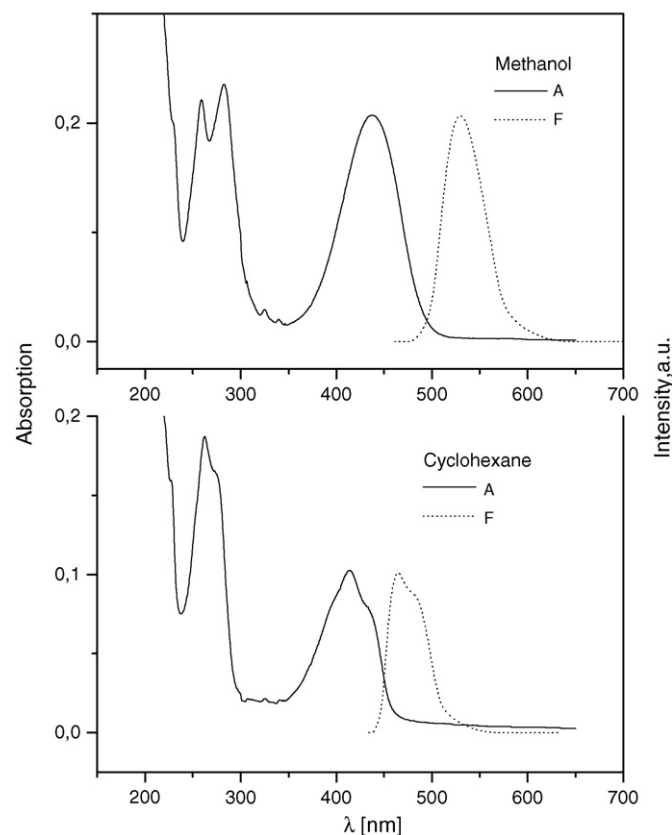 Methanol
A
F
0,2
0,0
200 300 400 500 600 700
Absorption
Intensity,a.u.
0,2
Cyclohexane
A
F
0,1
0,0
200 300 400 500 600 700
λ [nm]